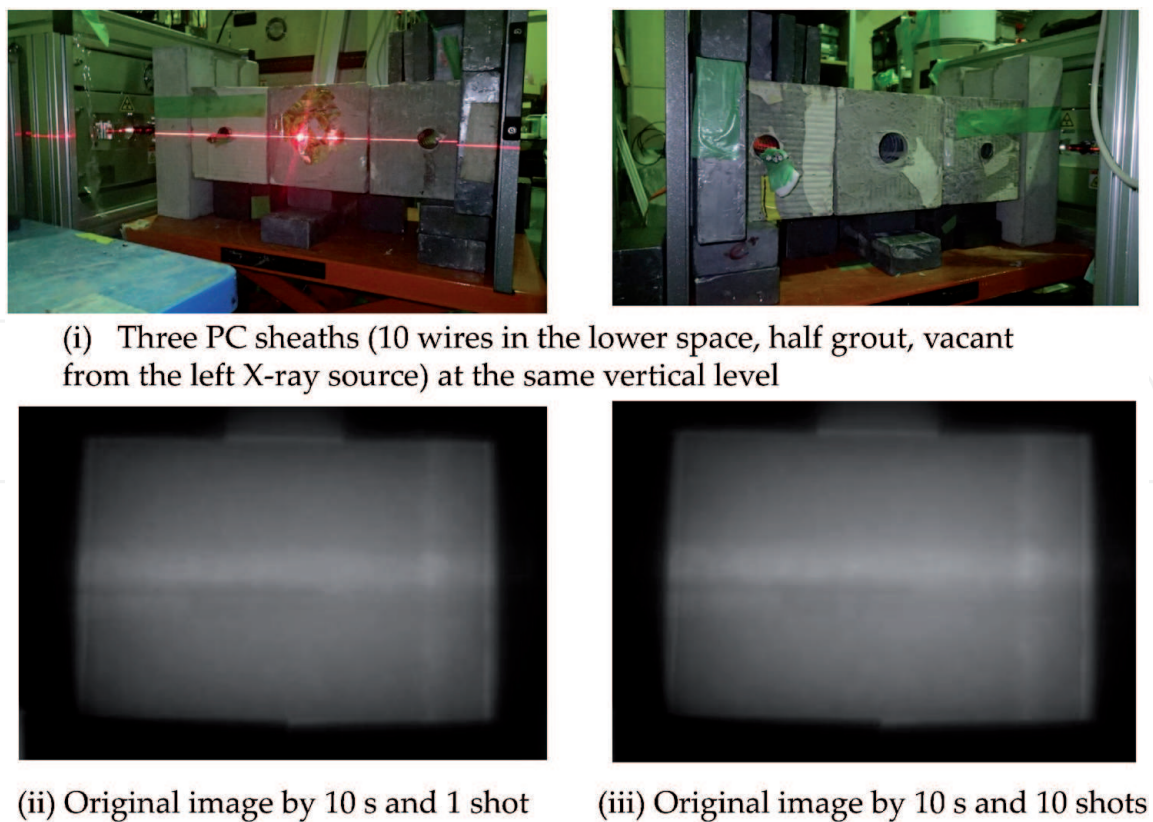 (i) Three PC sheaths (10 wires in the lower space, half grout, vacant
from the left X-ray source) at the same vertical level
(ii) Original image by 10 s and 1 shot
(iii) Original image by 10 s and 10 shots